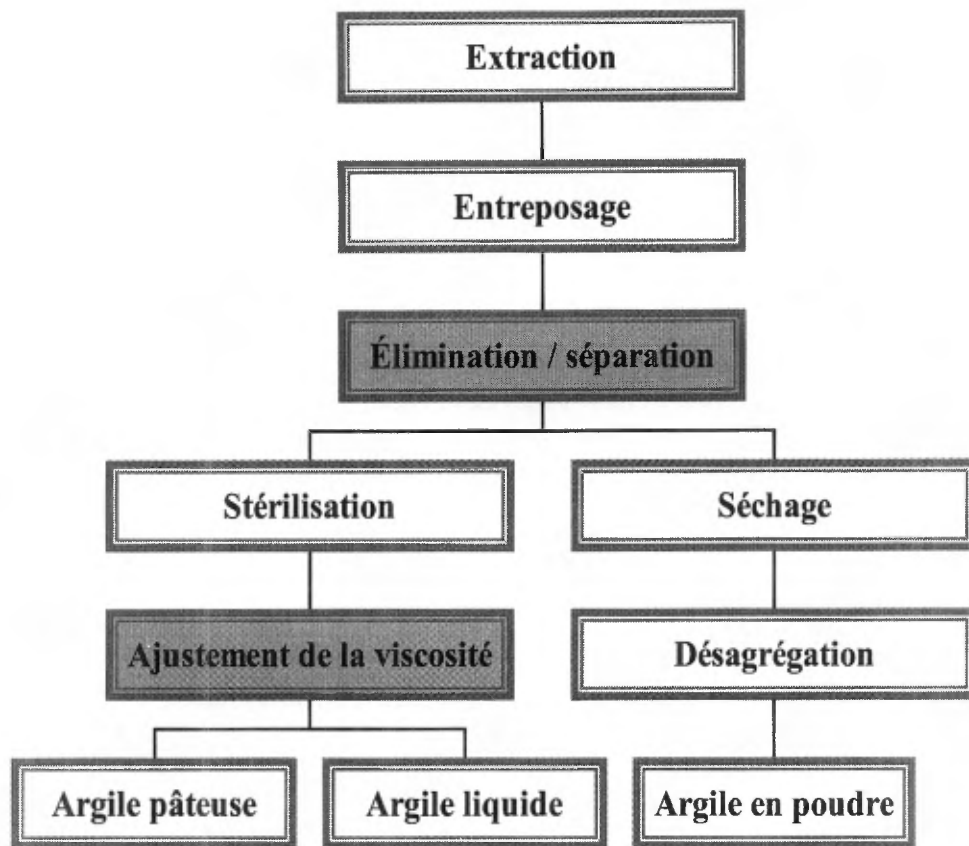 Extraction
Entreposage
Élimination / séparation
Stérilisation
Séchage
Ajustement de la viscosité
Désagrégation
Argile pâteuse
Argile liquide
Argile en poudre